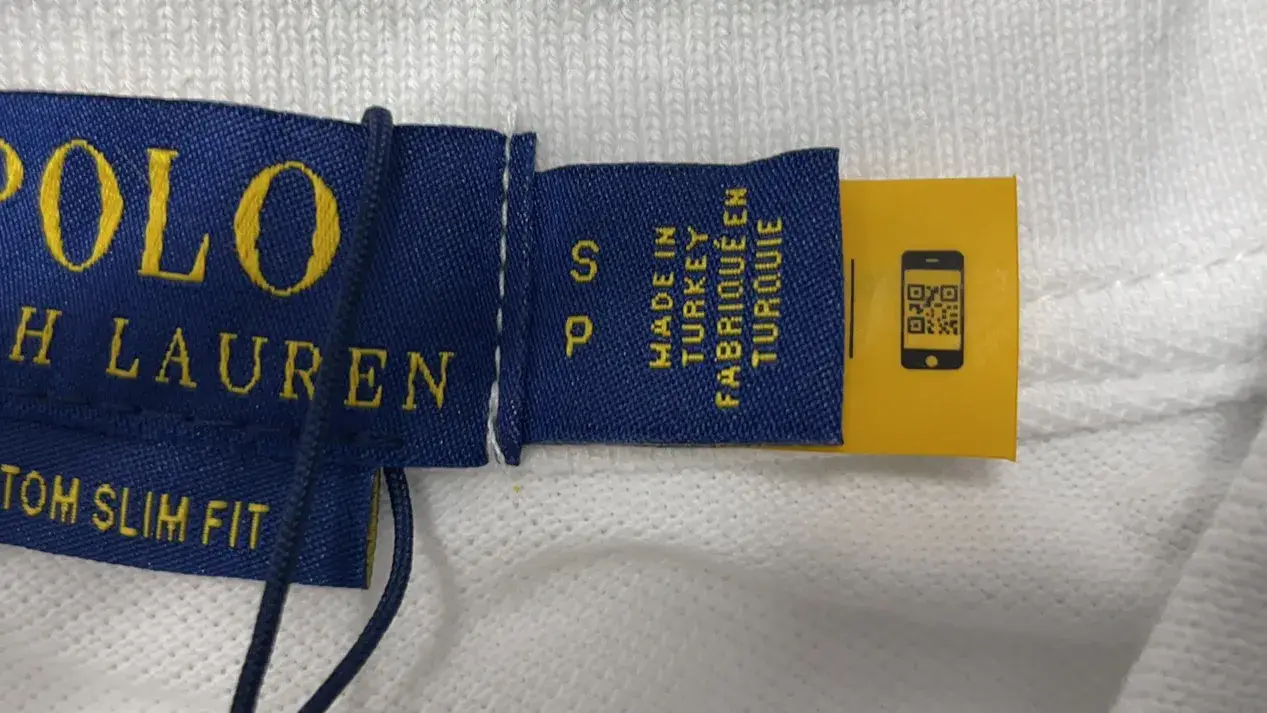 POLO
H LAUREN
TOM SLIM FIT
S
P
MADE IN
TURKEY
FABRIQUÉ EN
TURQUIE